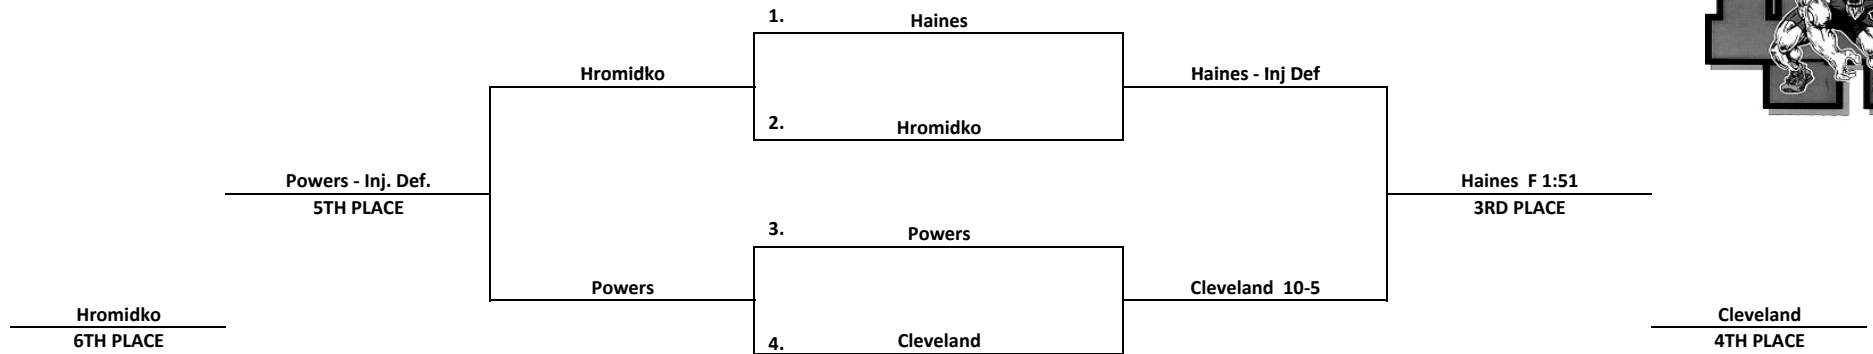 1. Haines
Hromidko
Haines - Inj Def
2. Hromidko
Powers - Inj. Def.
5TH PLACE
Haines F 1:51
3RD PLACE
3. Powers
Powers
Cleveland 10-5
Hromidko
6TH PLACE
4. Cleveland
Cleveland
4TH PLACE